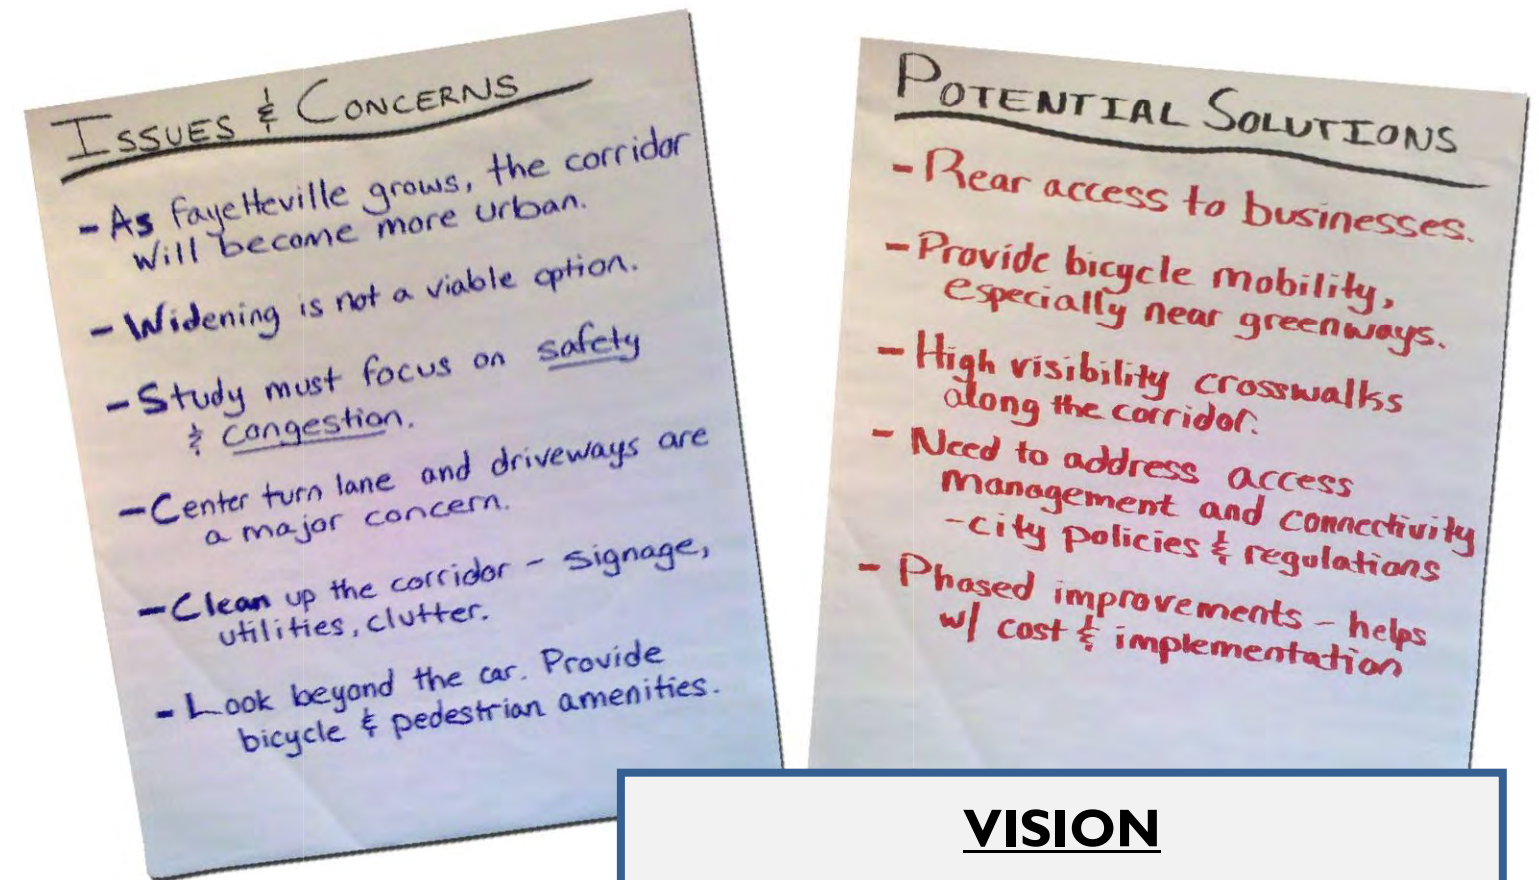 ISSUES & CONCERNS
- As Fayetteville grows, the corridor
will become more urban.
- Widening is not a viable option.
- Study must focus on safety
& congestion.
- Center turn lane and driveways are
a major concern.
- Clean up the corridor - signage,
utilities, clutter.
- Look beyond the car. Provide
bicycle & pedestrian amenities.
POTENTIAL SOLUTIONS
- Rear access to businesses.
- Provide bicycle mobility,
especially near greenways.
- High visibility crosswalks
along the corridor.
- Need to address access
management and connectivity
- city policies & regulations
- Phased improvements - helps
w/ cost & implementation
VISION